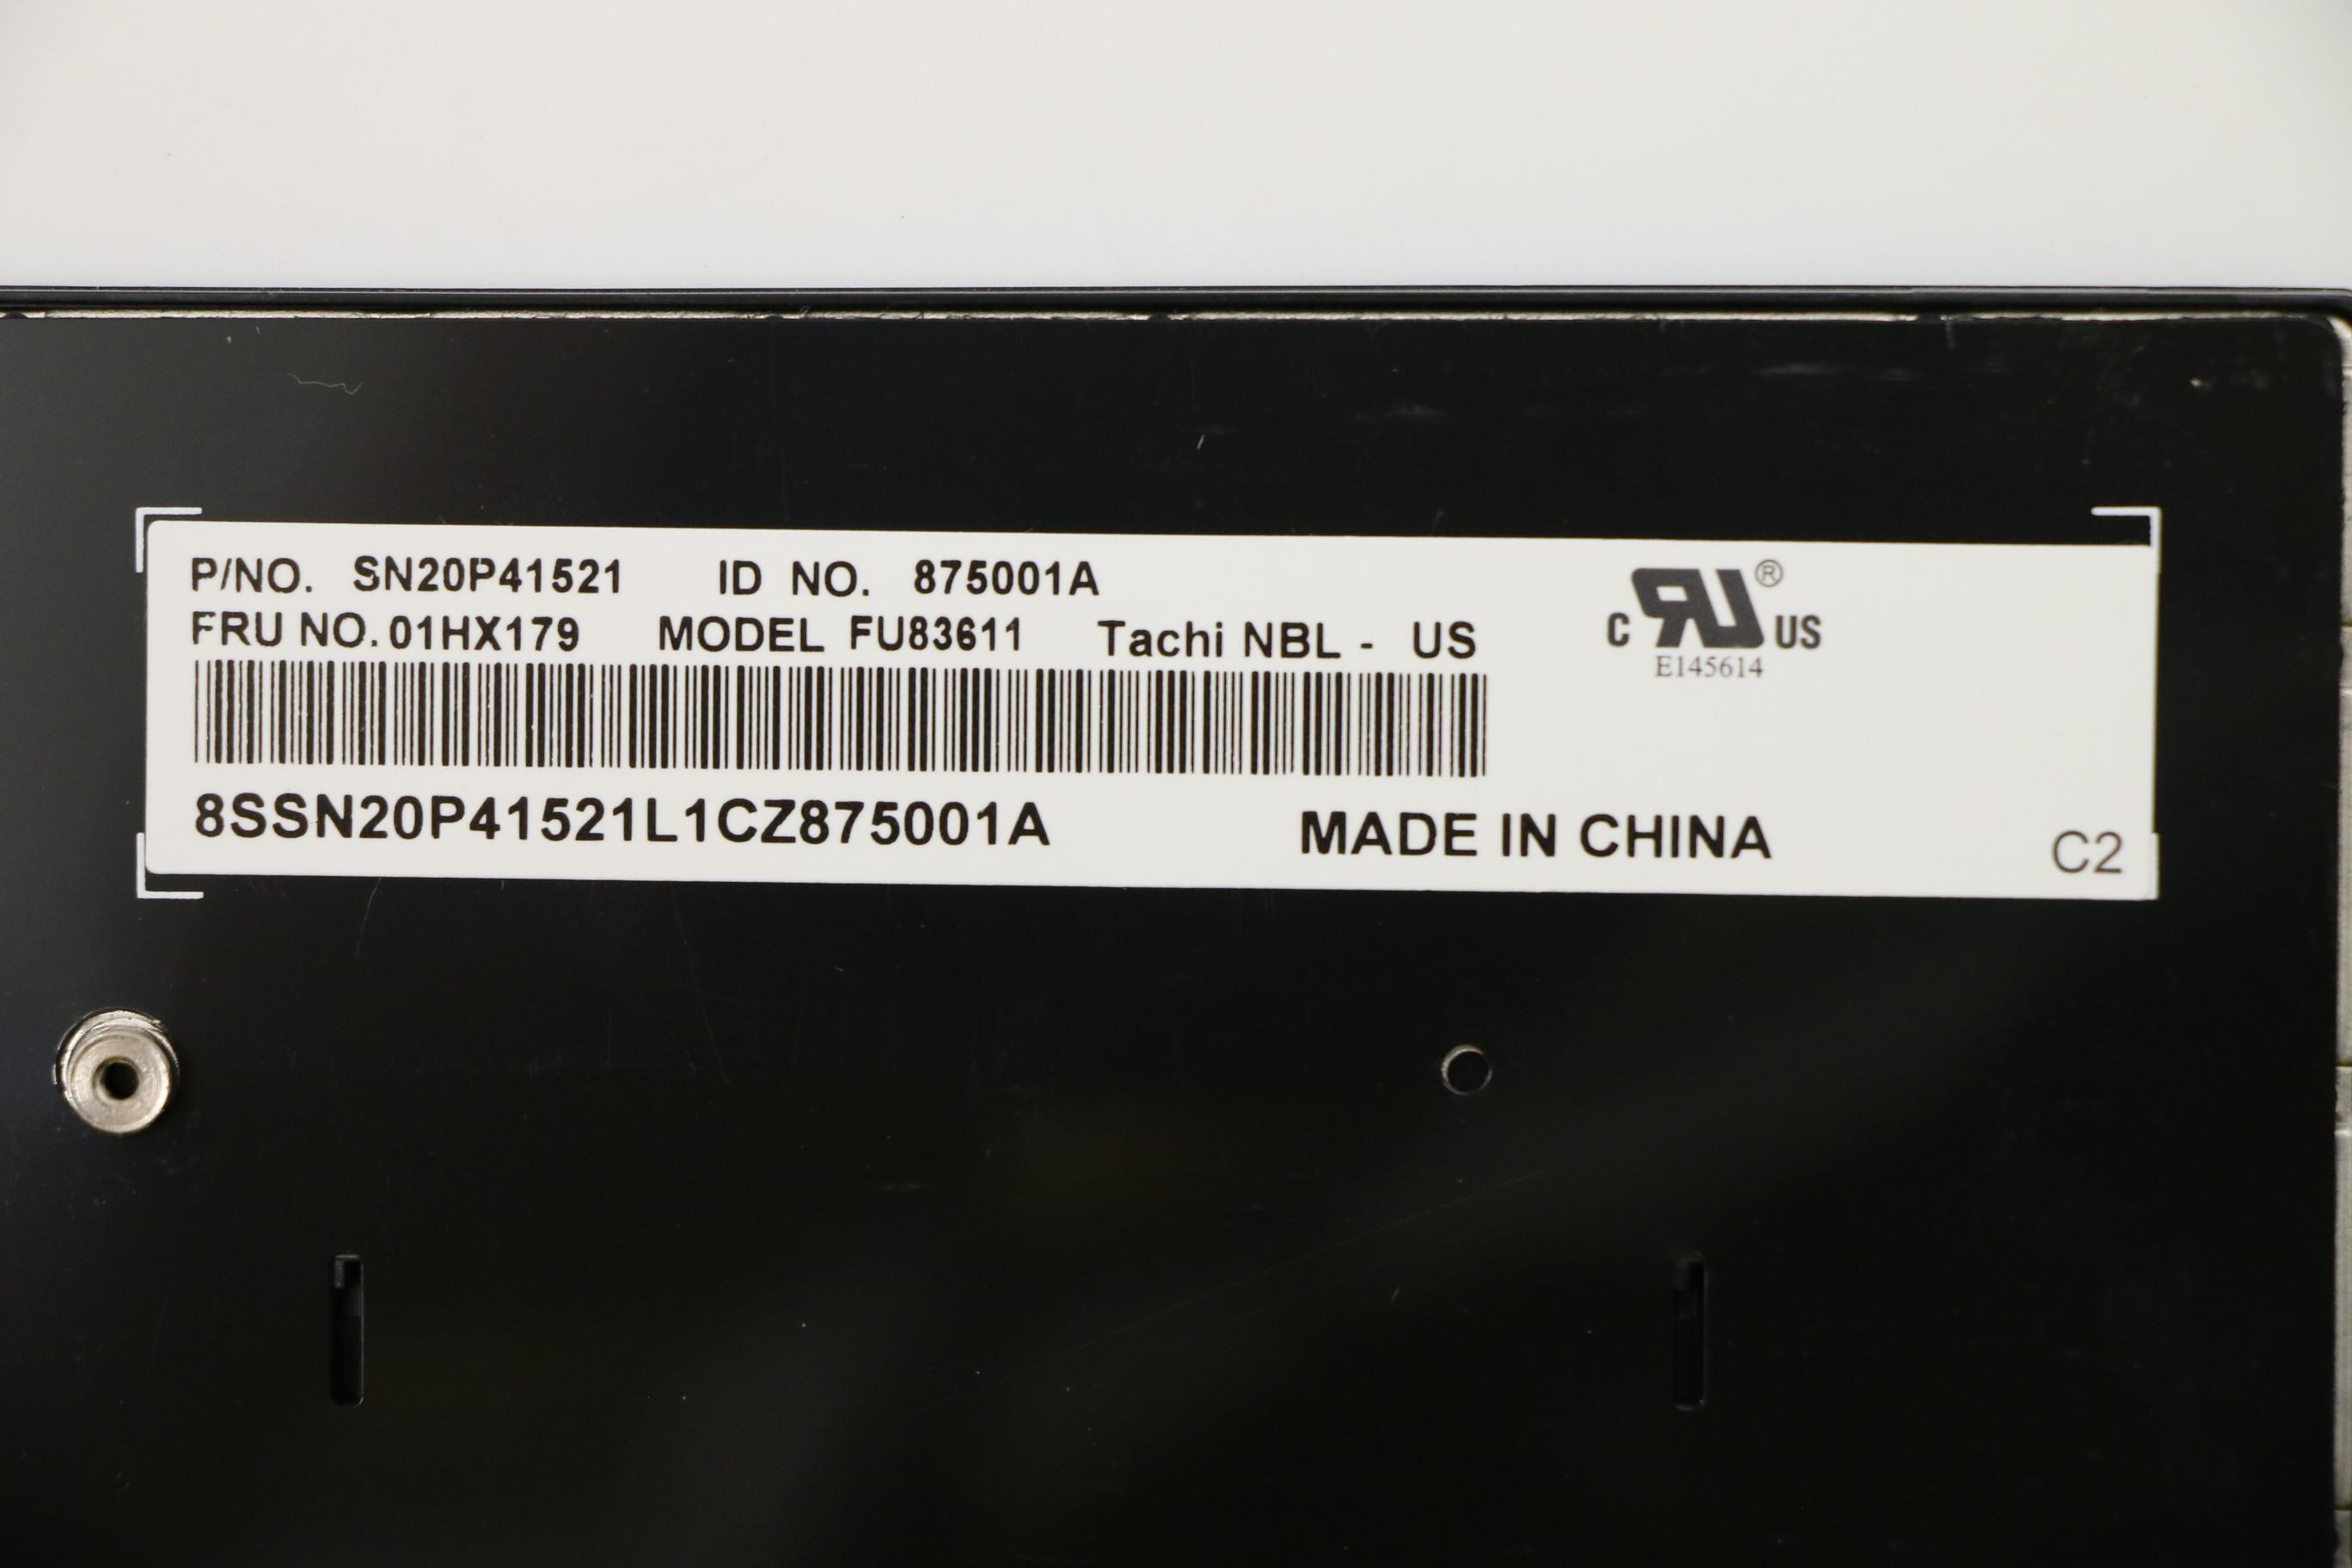 P/NO. SN20P41521 ID NO. 875001A
FRU NO. 01HX179 MODEL FU83611 Tachi NBL - US
C RU® US
E145614
8SSN20P41521L1CZ875001A MADE IN CHINA
C2